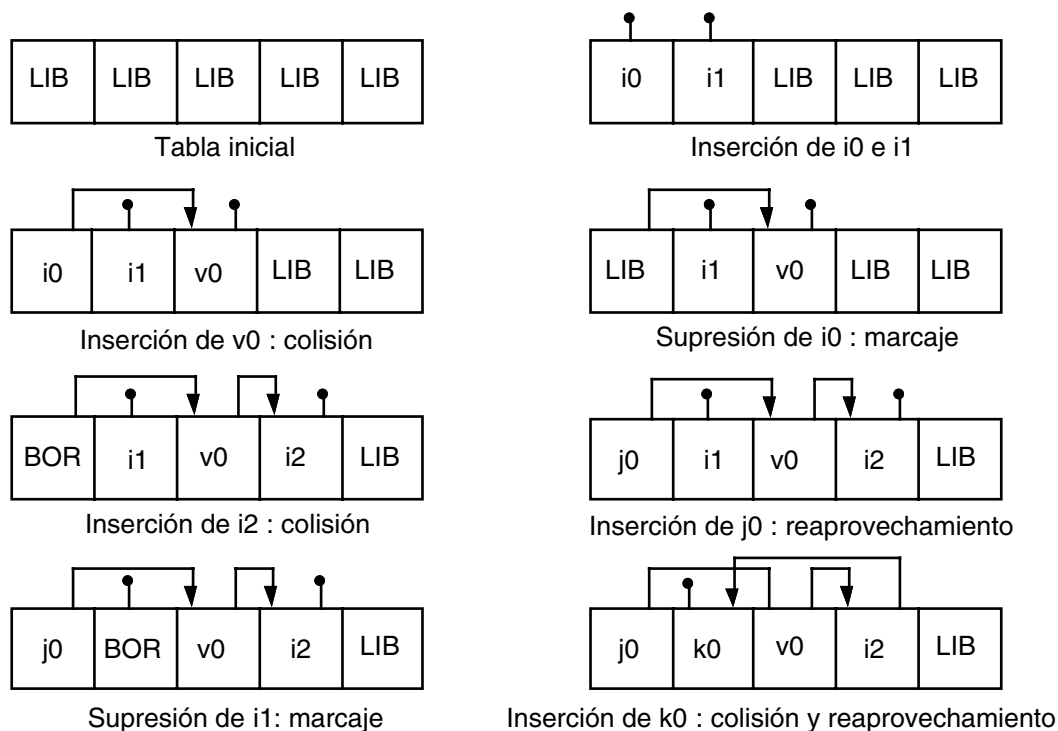 LIB LIB LIB LIB LIB
Tabla inicial
i0 i1 LIB LIB LIB
Inserción de i0 e i1
i0 i1 v0 LIB LIB
Inserción de v0 : colisión
LIB i1 v0 LIB LIB
Supresión de i0 : marcaje
BOR i1 v0 i2 LIB
Inserción de i2 : colisión
j0 i1 v0 i2 LIB
Inserción de j0 : reaprovechamiento
j0 BOR v0 i2 LIB
Supresión de i1: marcaje
j0 k0 v0 i2 LIB
Inserción de k0 : colisión y reaprovechamiento